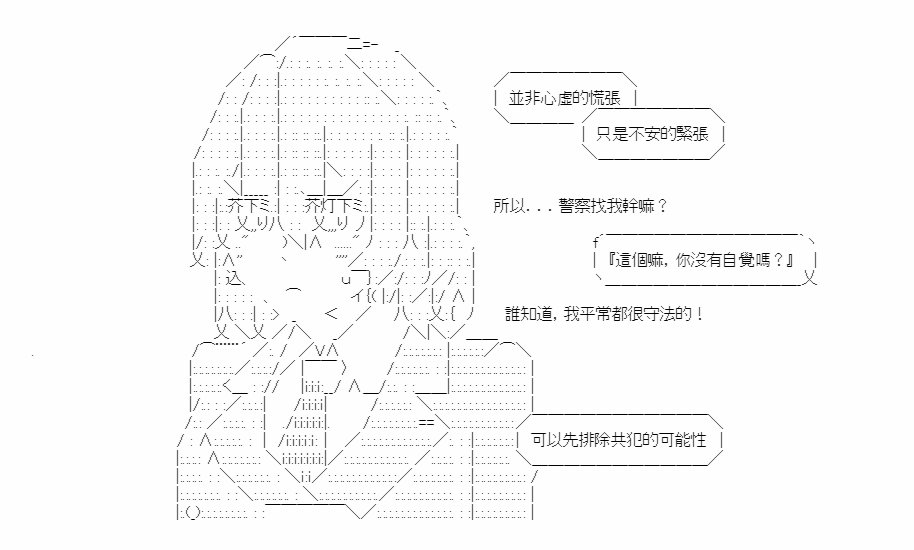 並非心虛的慌張
只是不安的緊張
所以...警察找我幹嘛？
『這個嘛，你沒有自覺嗎？』
誰知道，我平常都很守法的！
可以先排除共犯的可能性